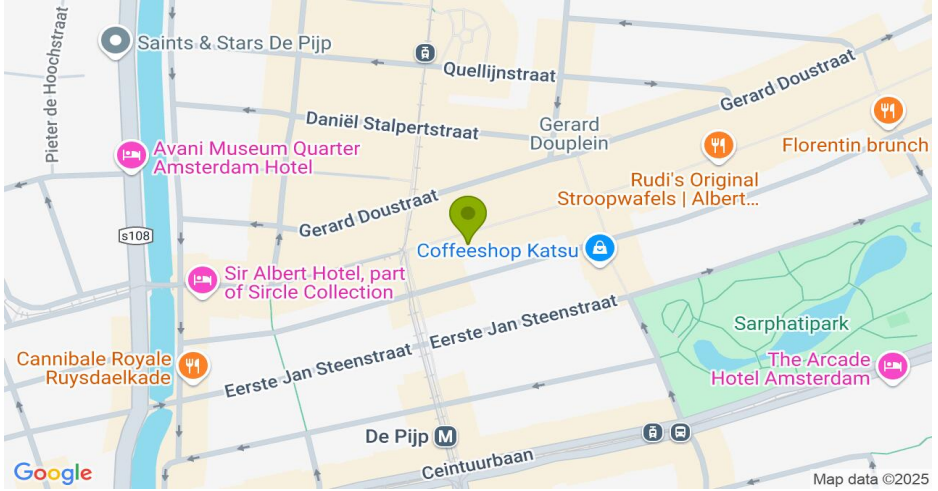 Pieter de Hoochstraat
Saints & Stars De Pijp
Quellijnstraat
Gerard Doustraat
Daniël Stalpertstraat
Gerard
Douplein
Florentin brunch
Avani Museum Quarter
Amsterdam Hotel
Rudi's Original
Stroopwafels | Albert...
Gerard Doustraat
s108
Coffeeshop Katsu
Sir Albert Hotel, part
of Sircle Collection
Eerste Jan Steenstraat
Sarphatipark
Cannibale Royale
Ruysdaelkade
Eerste Jan Steenstraat
The Arcade
Hotel Amsterdam
De Pijp M
Ceintuurbaan
Google
Map data ©2025